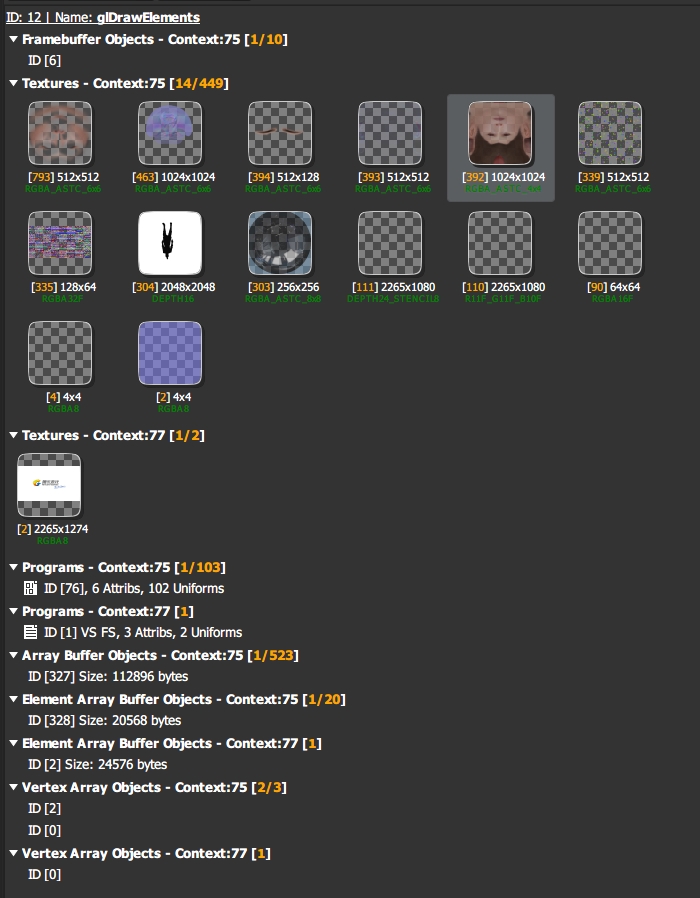 ID: 12 | Name: glDrawElements
Framebuffer Objects - Context:75 [1/10]
ID [6]
Textures - Context:75 [14/449]
[793] 512x512 [463] 1024x1024 [394] 512x128 [393] 512x512 [392] 1024x1024 [339] 512x512
RGBA_ASTC_6x6 RGBA_ASTC_6x6 RGBA_ASTC_6x6 RGBA_ASTC_6x6 RGBA_ASTC_4x4 RGBA_ASTC_6x6
[335] 128x64 [304] 2048x2048 [303] 256x256 [111] 2265x1080 [110] 2265x1080 [90] 64x64
RGBA32F DEPTH16 RGBA_ASTC_8x8 DEPTH24_STENCIL8 R11F_G11F_B10F RGBA16F
[4] 4x4 [2] 4x4
RGBA8 RGBA8
Textures - Context:77 [1/2]
[2] 2265x1274
RGBA8
Programs - Context:75 [1/103]
ID [76], 6 Attribs, 102 Uniforms
Programs - Context:77 [1]
ID [1] VS FS, 3 Attribs, 2 Uniforms
Array Buffer Objects - Context:75 [1/523]
ID [327] Size: 112896 bytes
Element Array Buffer Objects - Context:75 [1/20]
ID [328] Size: 20568 bytes
Element Array Buffer Objects - Context:77 [1]
ID [2] Size: 24576 bytes
Vertex Array Objects - Context:75 [2/3]
ID [2]
ID [0]
Vertex Array Objects - Context:77 [1]
ID [0]